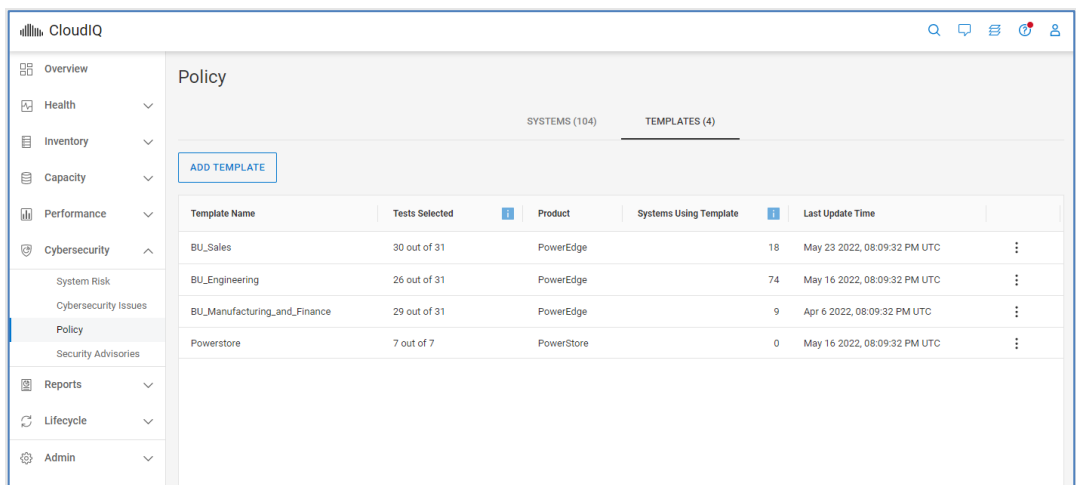 CloudIQ
Overview
Health
Inventory
Capacity
Performance
Cybersecurity
System Risk
Cybersecurity Issues
Policy
Security Advisories
Reports
Lifecycle
Admin
Policy
SYSTEMS (104) TEMPLATES (4)
ADD TEMPLATE
Template Name Tests Selected i Product Systems Using Template i Last Update Time
BU_Sales 30 out of 31 PowerEdge 18 May 23 2022, 08:09:32 PM UTC
BU_Engineering 26 out of 31 PowerEdge 74 May 16 2022, 08:09:32 PM UTC
BU_Manufacturing_and_Finance 29 out of 31 PowerEdge 9 Apr 6 2022, 08:09:32 PM UTC
Powerstore 7 out of 7 PowerStore 0 May 16 2022, 08:09:32 PM UTC